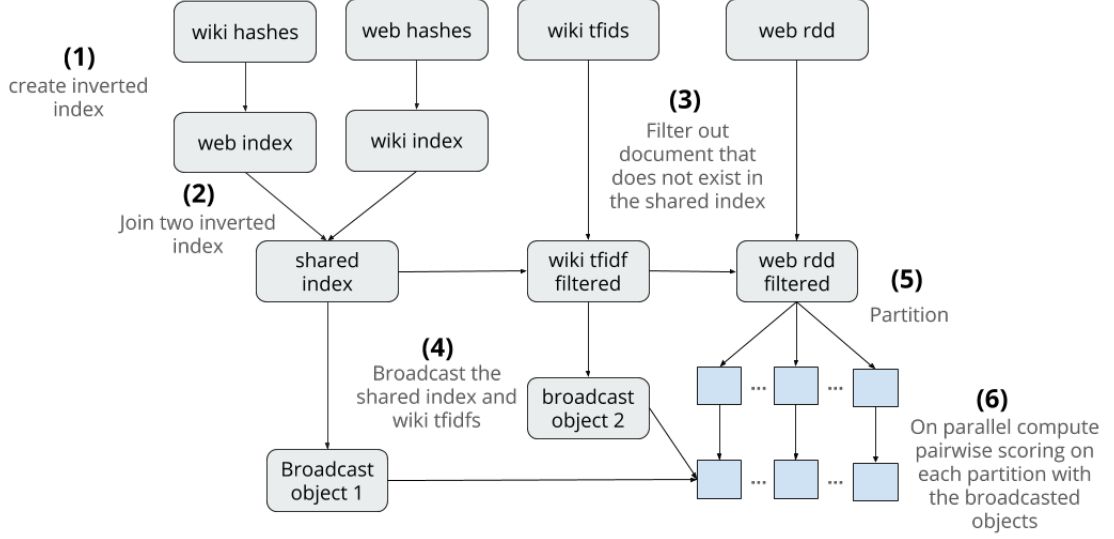 wiki hashes
web hashes
wiki tfids
web rdd
(1)
create inverted
index
web index
wiki index
(3)
Filter out
document that
does not exist in
the shared index
(2)
Join two inverted
index
shared
index
wiki tfidf
filtered
web rdd
filtered
(5)
Partition
(4)
Broadcast the
shared index and
wiki tfidfs
broadcast
object 2
... ...
(6)
On parallel compute
pairwise scoring on
each partition with
the broadcasted
objects
Broadcast
object 1
... ...